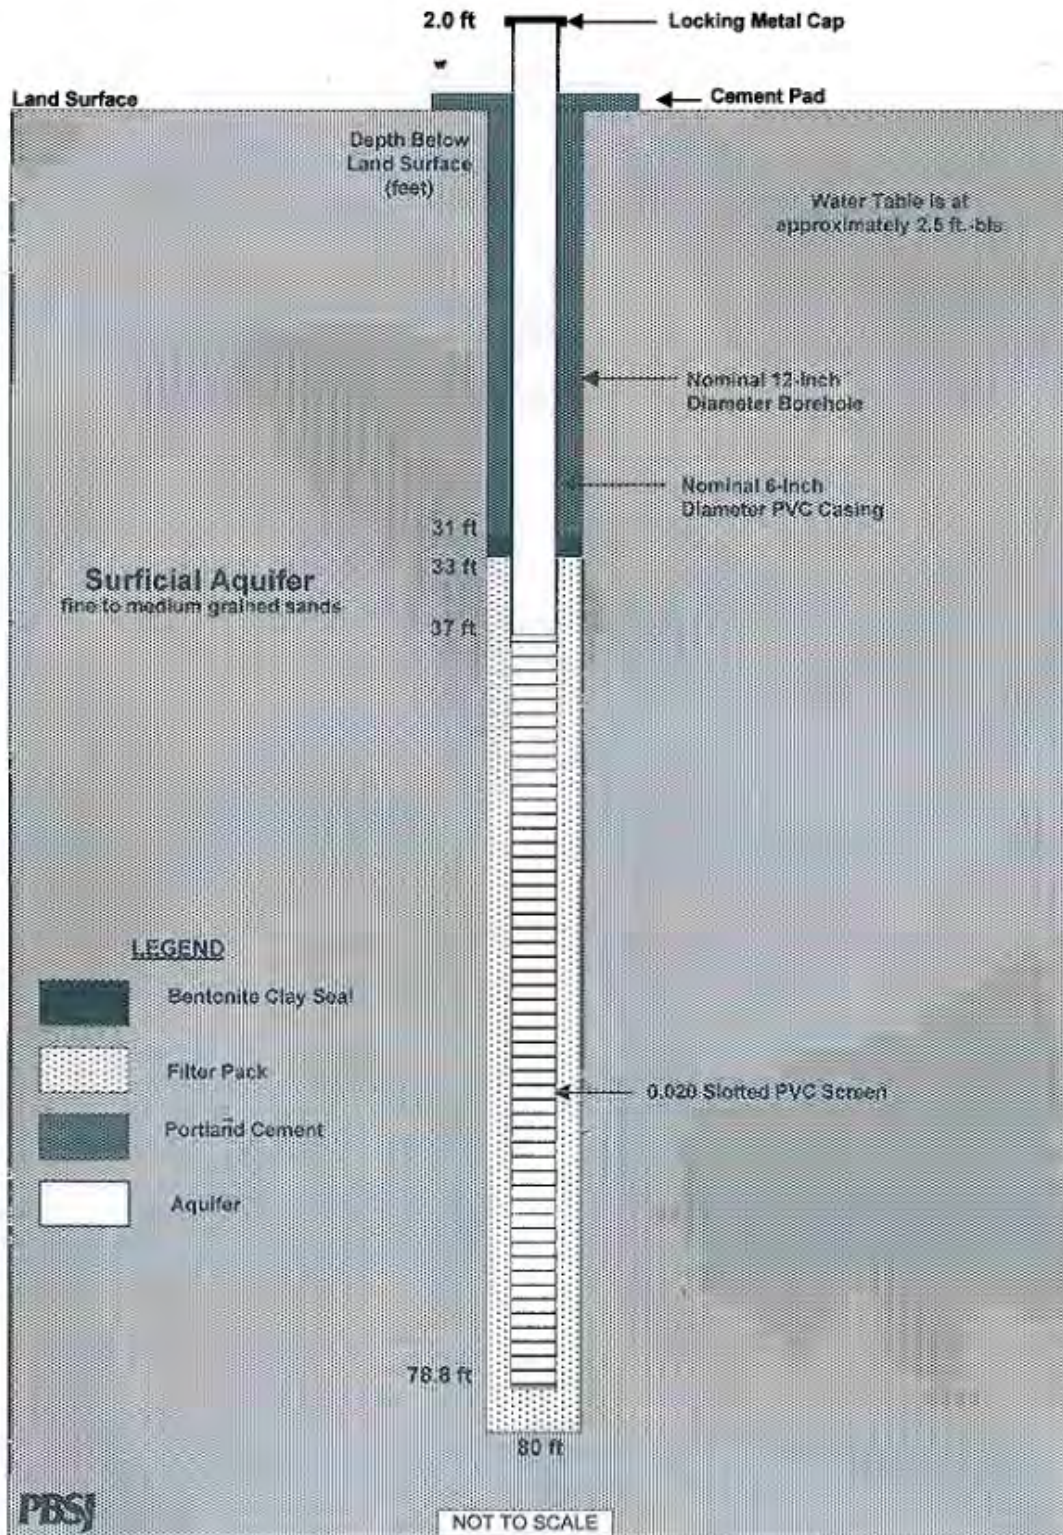 2.0 ft
Locking Metal Cap
Land Surface
Cement Pad
Depth Below
Land Surface
(feet)
Water Table is at
approximately 2.5 ft.-bls
Nominal 12-Inch
Diameter Borehole
Nominal 6-Inch
Diameter PVC Casing
31 ft
33 ft
Surficial Aquifer
fine to medium grained sands
37 ft
LEGEND
Bentonite Clay Seal
Filter Pack
0.020 Slotted PVC Screen
Portland Cement
Aquifer
78.8 ft
80 ft
PBSJ
NOT TO SCALE